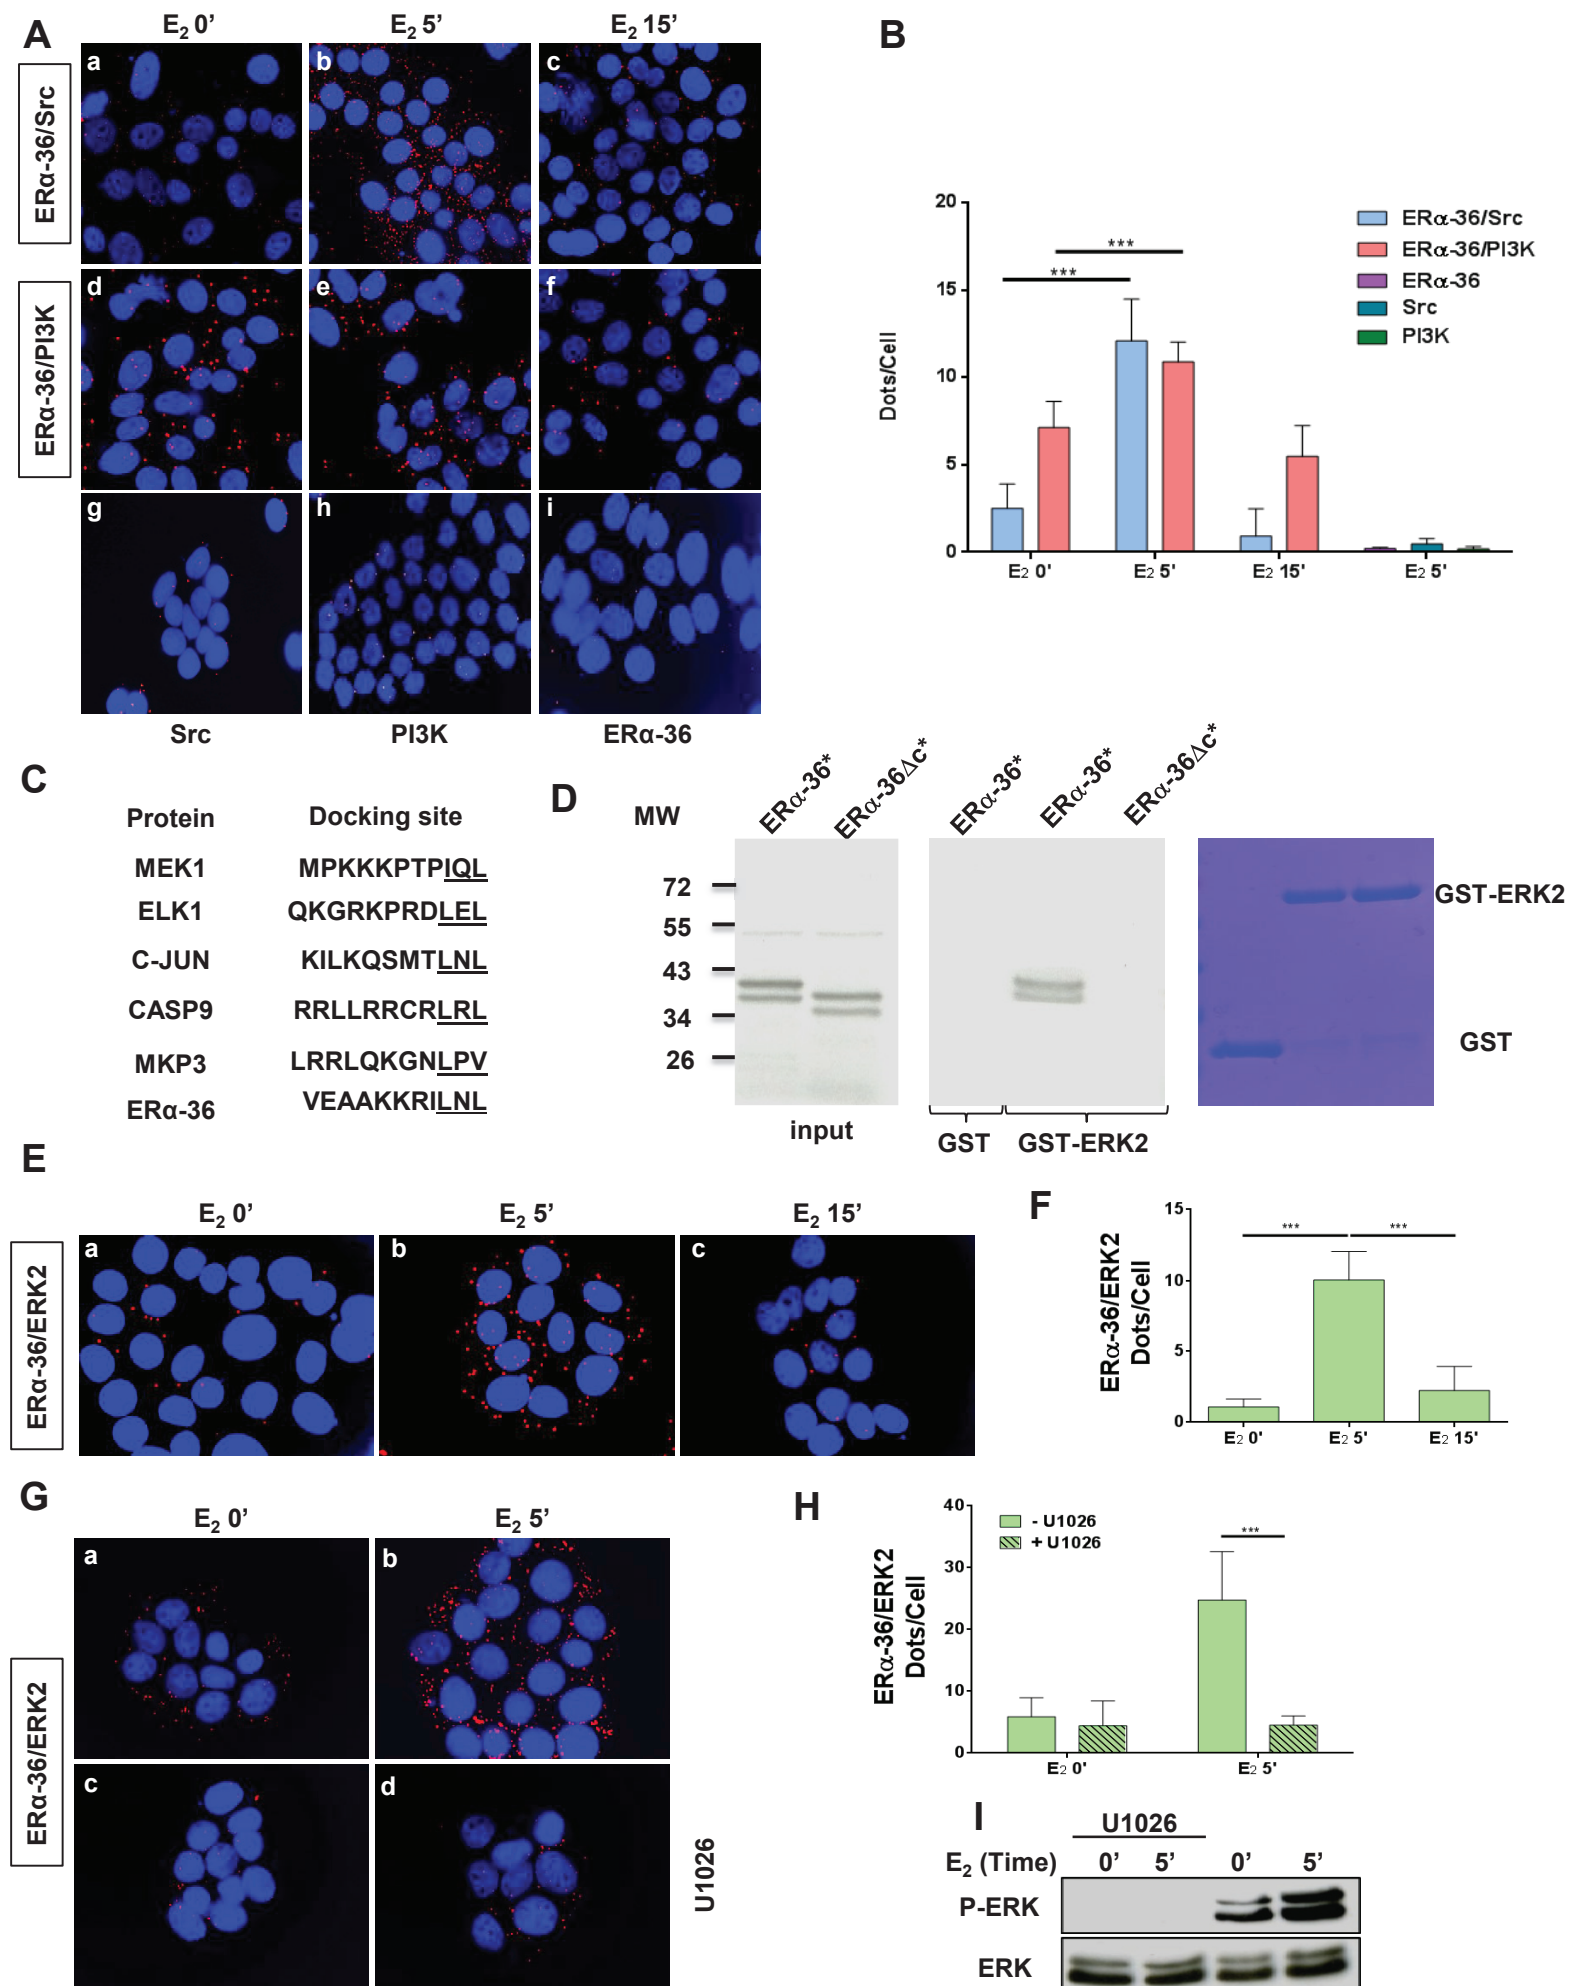 A
E2 0’
E2 5’
E2 15’
ERα-36/Src
a
b
c
ERα-36/PI3K
d
e
f
g
h
i
Src
PI3K
ERα-36
B
Dots/Cell
20
15
10
5
0
***
***
ERα-36/Src
ERα-36/PI3K
ERα-36
Src
PI3K
E2 0'
E2 5'
E2 15'
E2 5'
C
Protein
Docking site
MEK1
MPKKKPTPIQL
ELK1
QKGRKPRDLEL
C-JUN
KILKQSMTLNL
CASP9
RRLLRRCRLRL
MKP3
LRRLQKGNLPV
ERα-36
VEAAKKRILNL
D
MW
ERα-36*
ERα-36Δc*
ERα-36*
ERα-36*
ERα-36Δc*
72
55
43
34
26
GST-ERK2
GST
input
GST
GST-ERK2
E
E2 0’
E2 5’
E2 15’
ERα-36/ERK2
a
b
c
F
ERα-36/ERK2
Dots/Cell
15
10
5
0
***
***
E2 0'
E2 5'
E2 15'
G
E2 0’
E2 5’
ERα-36/ERK2
a
b
c
d
U1026
H
ERα-36/ERK2
Dots/Cell
40
30
20
10
0
- U1026
+ U1026
***
E2 0'
E2 5'
I
U1026
E2 (Time)
0’
5’
0’
5’
P-ERK
ERK